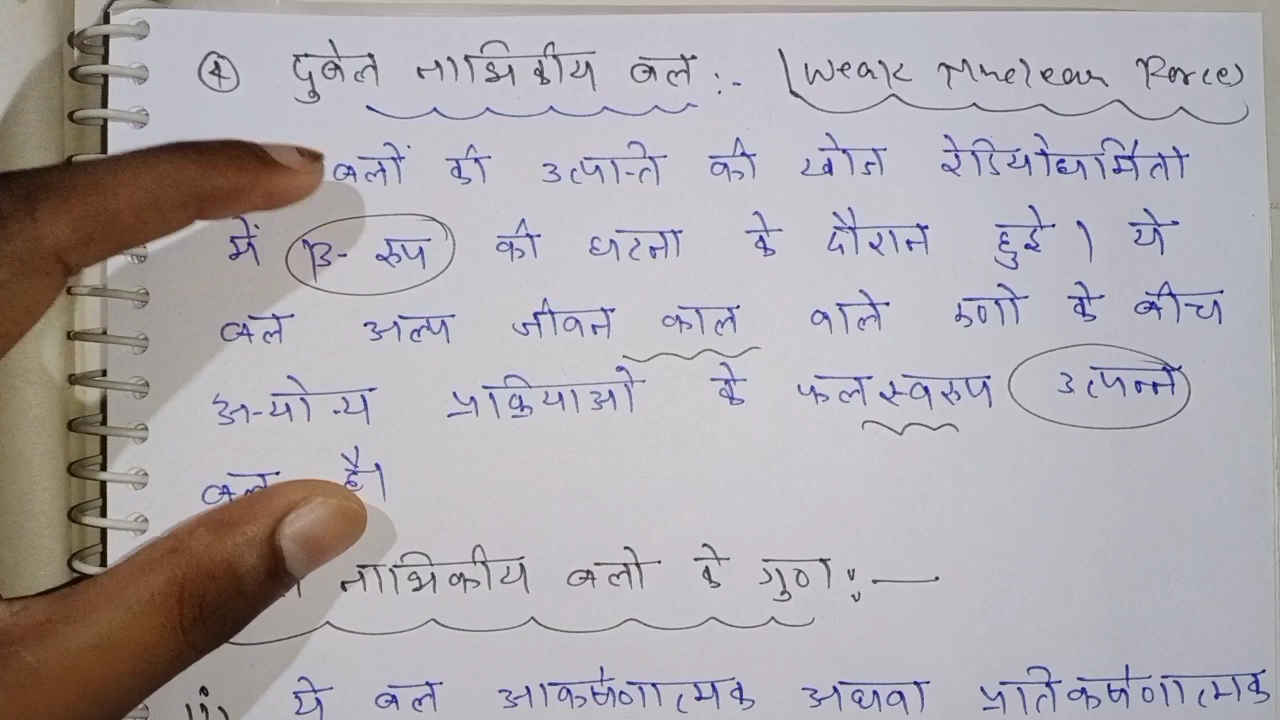 ④ दुर्बल नाभिकीय बल :- (Weak Nuclear Force)
बलों की उत्पत्ति की खोज रेडियोधर्मिता
में β- रुप की घटना के दौरान हुई। ये
बल अल्प जीवन काल वाले कणो के बीच
अन्योन्य प्रक्रियाओ के फलस्वरुप उत्पन्न
बल है।
नाभिकीय बलो के गुण :—
ये बल आकर्षणात्मक अथवा प्रतिकर्षणात्मक